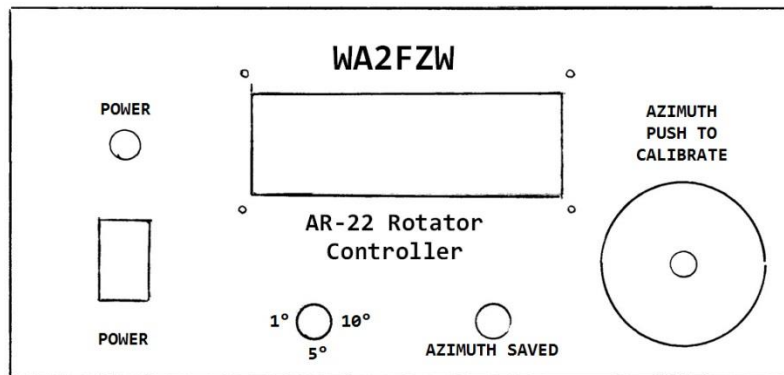 WA2FZW
POWER
AZIMUTH
PUSH TO
CALIBRATE
AR-22 Rotator
Controller
1° 10°
5°
POWER
AZIMUTH SAVED